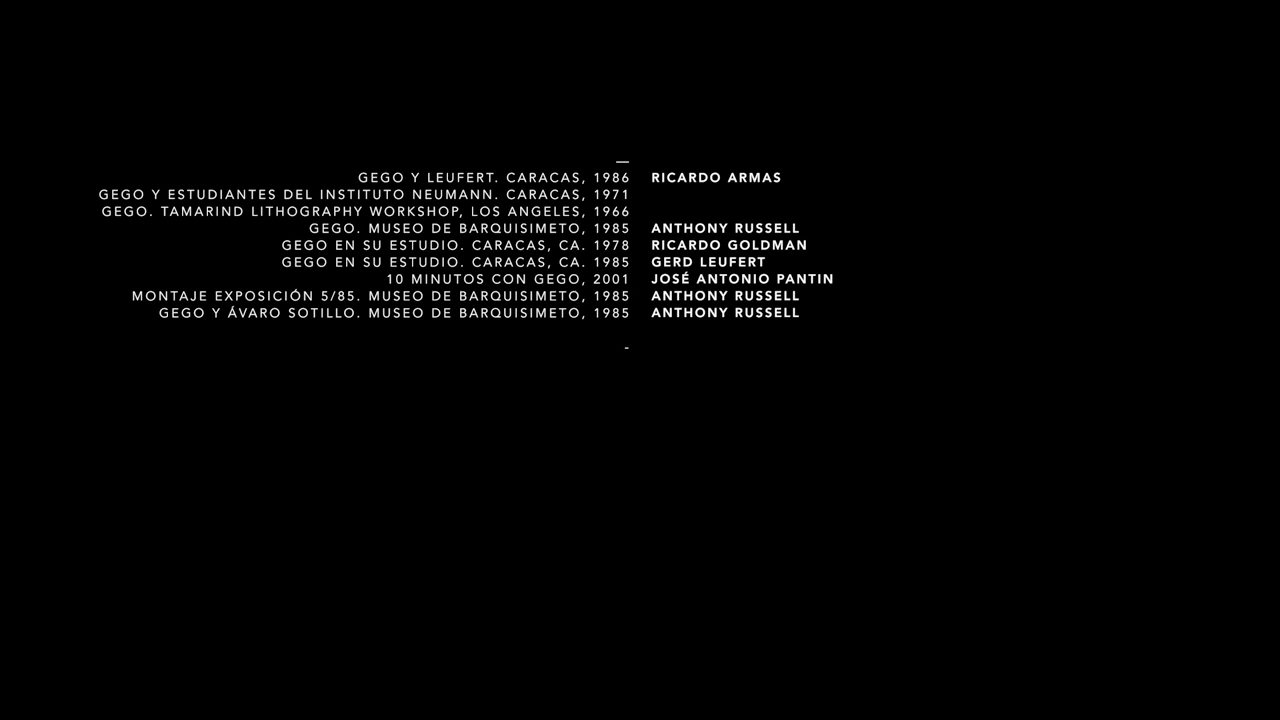 —
GEGO Y LEUFERT. CARACAS, 1986 RICARDO ARMAS
GEGO Y ESTUDIANTES DEL INSTITUTO NEUMANN. CARACAS, 1971
GEGO. TAMARIND LITHOGRAPHY WORKSHOP, LOS ANGELES, 1966
GEGO. MUSEO DE BARQUISIMETO, 1985 ANTHONY RUSSELL
GEGO EN SU ESTUDIO. CARACAS, CA. 1978 RICARDO GOLDMAN
GEGO EN SU ESTUDIO. CARACAS, CA. 1985 GERD LEUFERT
10 MINUTOS CON GEGO, 2001 JOSÉ ANTONIO PANTIN
MONTAJE EXPOSICIÓN 5/85. MUSEO DE BARQUISIMETO, 1985 ANTHONY RUSSELL
GEGO Y ÁVARO SOTILLO. MUSEO DE BARQUISIMETO, 1985 ANTHONY RUSSELL
-